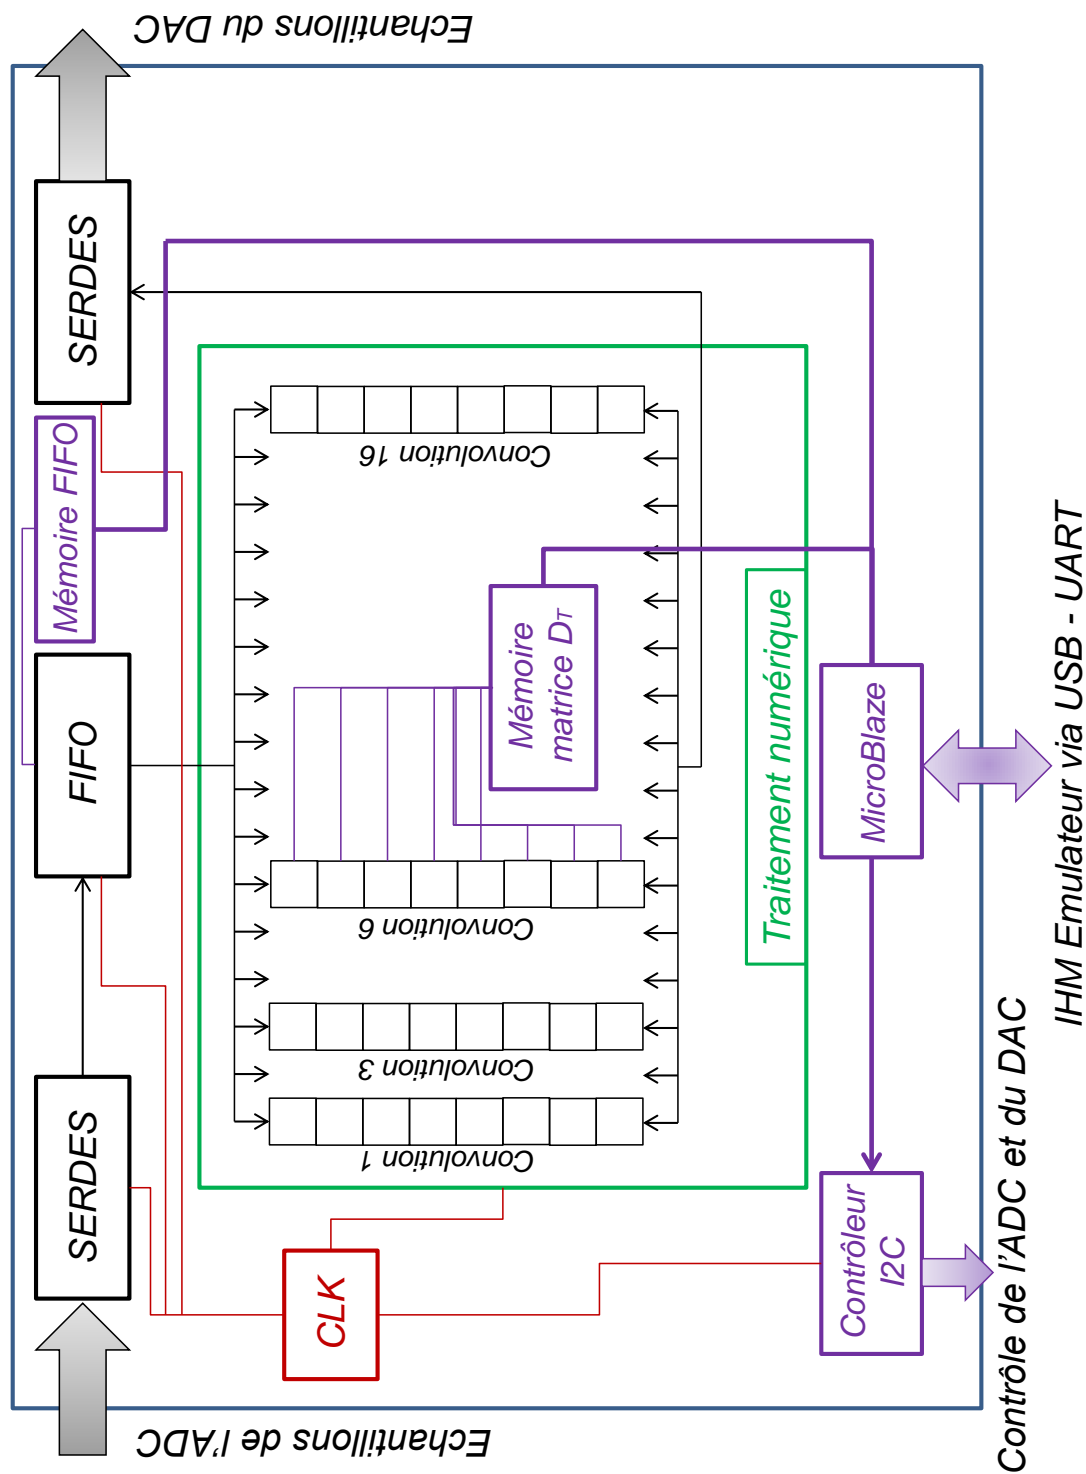 Echantillons de l'ADC
Echantillons du DAC
SERDES
FIFO
Mémoire FIFO
SERDES
CLK
Convolution 1
Convolution 3
Convolution 6
Convolution 16
Mémoire
matrice DT
Traitement numérique
Contrôleur
I2C
MicroBlaze
Contrôle de l'ADC et du DAC
IHM Emulateur via USB - UART